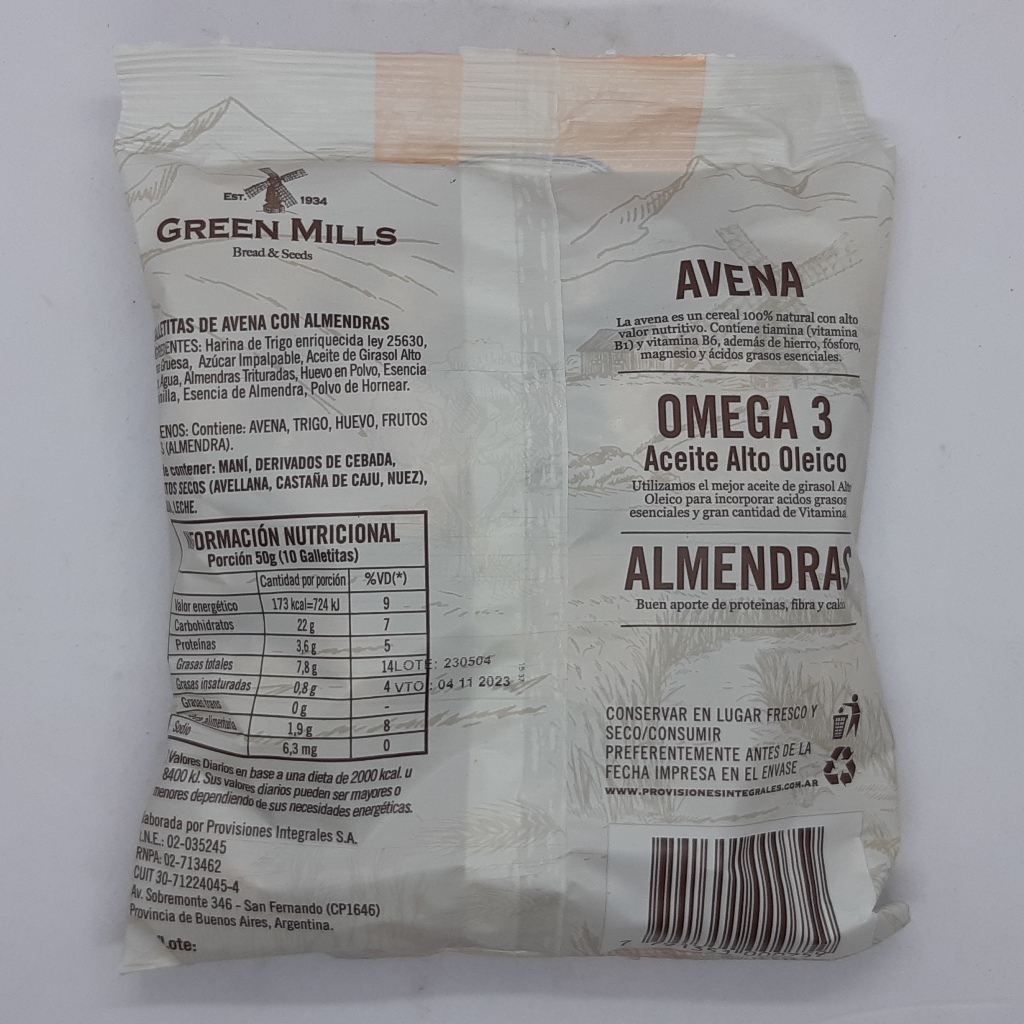 EST. 1934
GREEN MILLS
Bread & Seeds
LETITAS DE AVENA CON ALMENDRAS
IENTES: Harina de Trigo enriquecida ley 25630,
Gruesa, Azúcar Impalpable, Aceite de Girasol Alto
Agua, Almendras Trituradas, Huevo en Polvo, Esencia
nilla, Esencia de Almendra, Polvo de Hornear.
ENOS: Contiene: AVENA, TRIGO, HUEVO, FRUTOS
S (ALMENDRA).
e contener: MANÍ, DERIVADOS DE CEBADA,
TOS SECOS (AVELLANA, CASTAÑA DE CAJU, NUEZ),
, LECHE.
INFORMACIÓN NUTRICIONAL
Porción 50g (10 Galletitas)
Cantidad por porción %VD(*)
Valor energético 173 kcal=724 kJ 9
Carbohidratos 22 g 7
Proteínas 3,6 g 5
Grasas totales 7,8 g 14
Grasas insaturadas 0,8 g 4
Grasas trans 0 g -
Fibra alimentaria 1,9 g 8
Sodio 6,3 mg 0
LOTE: 230504
VTO: 04 11 2023
Valores Diarios en base a una dieta de 2000 kcal. u
8400 kJ. Sus valores diarios pueden ser mayores o
menores dependiendo de sus necesidades energéticas.
laborada por Provisiones Integrales S.A.
.N.E.: 02-035245
RNPA: 02-713462
CUIT 30-71224045-4
Av. Sobremonte 346 - San Fernando (CP1646)
Provincia de Buenos Aires, Argentina.
Lote:
AVENA
La avena es un cereal 100% natural con alto
valor nutritivo. Contiene tiamina (vitamina
B1) y vitamina B6, además de hierro, fósforo,
magnesio y ácidos grasos esenciales.
OMEGA 3
Aceite Alto Oleico
Utilizamos el mejor aceite de girasol Alto
Oleico para incorporar acidos grasos
esenciales y gran cantidad de Vitamina
ALMENDRAS
Buen aporte de proteínas, fibra y calc
CONSERVAR EN LUGAR FRESCO Y
SECO/CONSUMIR
PREFERENTEMENTE ANTES DE LA
FECHA IMPRESA EN EL ENVASE
WWW.PROVISIONESINTEGRALES.COM.AR